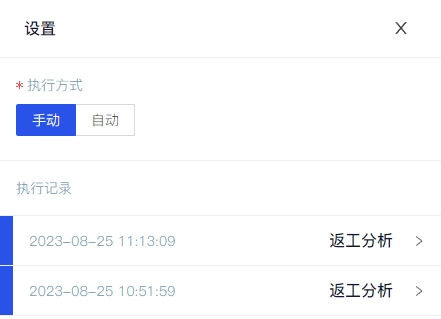 设置
* 执行方式
手动 自动
执行记录
2023-08-25 11:13:09 返工分析
2023-08-25 10:51:59 返工分析